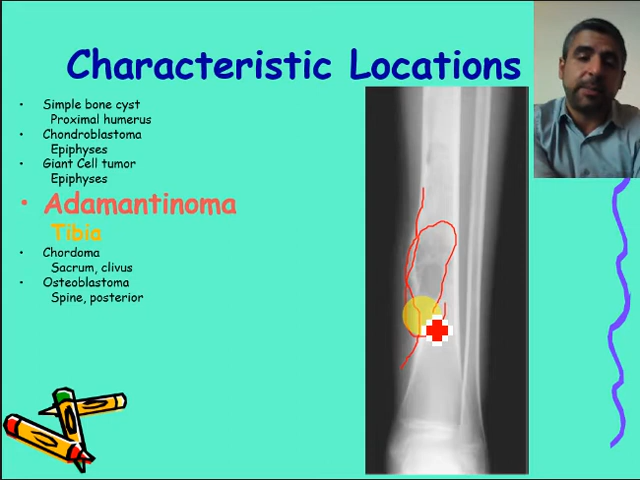 Characteristic Locations
• Simple bone cyst
Proximal humerus
• Chondroblastoma
Epiphyses
• Giant Cell tumor
Epiphyses
• Adamantinoma
Tibia
• Chordoma
Sacrum, clivus
• Osteoblastoma
Spine, posterior